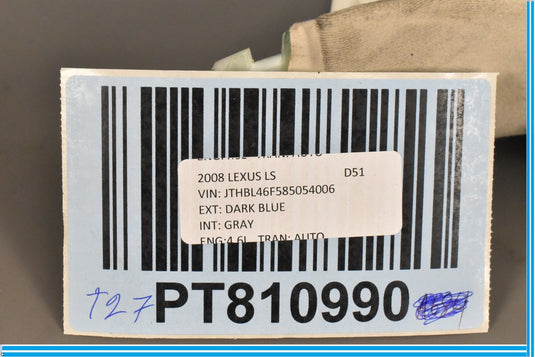 2008 LEXUS LS D51
VIN: JTHBL46F585054006
EXT: DARK BLUE
INT: GRAY
ENG:4.6L TRAN: AUTO
T27 PT810990